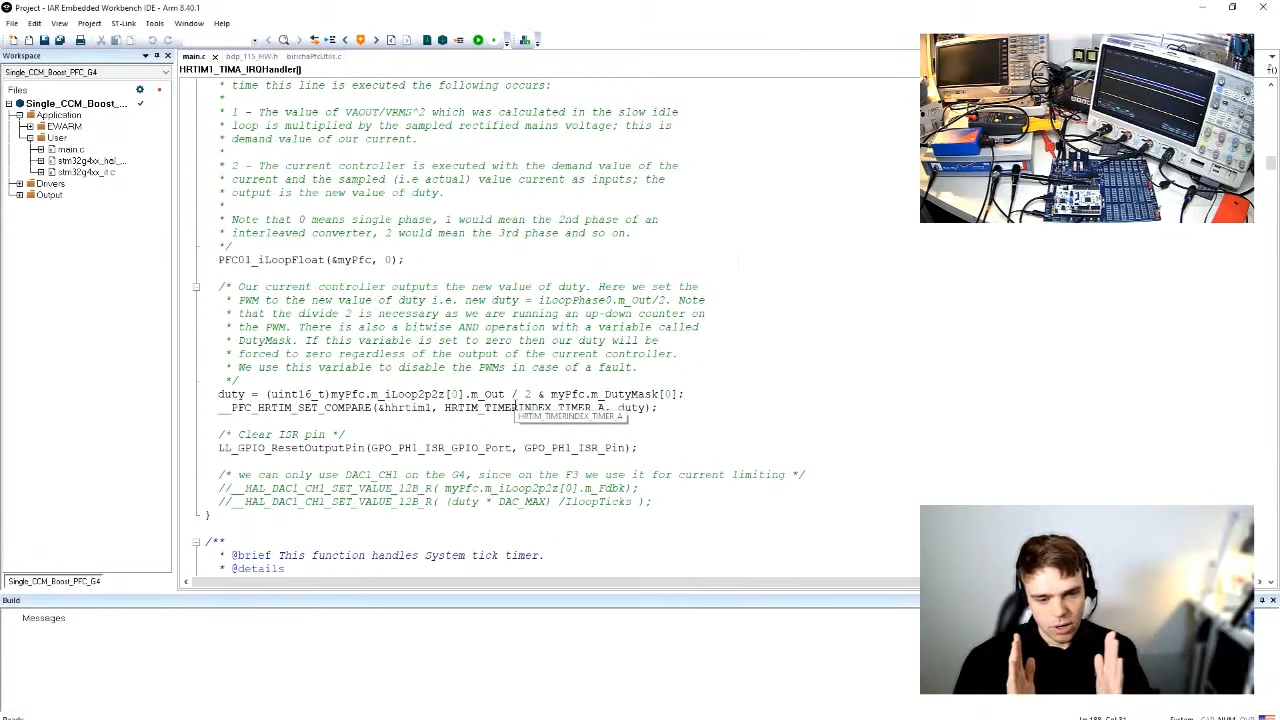 Project - IAR Embedded Workbench IDE - Arm 8.40.1
File Edit View Project ST-Link Tools Window Help
Workspace
Single_CCM_Boost_PFC_G4
Files
Single_CCM_Boost_...
Application
EWARM
User
main.c
stm32g4xx_hal_...
stm32g4xx_it.c
Drivers
Output
Single_CCM_Boost_PFC_G4
main.c bdp_115_HW.h birichaPfcUtils.c
HRTIM1_TIMA_IRQHandler()
* time this line is executed the following occurs:
*
* 1 - The value of VAOUT/VRMS^2 which was calculated in the slow idle
* loop is multiplied by the sampled rectified mains voltage; this is
* demand value of our current.
*
* 2 - The current controller is executed with the demand value of the
* current and the sampled (i.e. actual) value current as inputs; the
* output is the new value of duty.
*
* Note that 0 means single phase, 1 would mean the 2nd phase of an
* interleaved converter, 2 would mean the 3rd phase and so on.
*/
PFC01_iLoopFloat(&myPfc, 0);
/* Our current controller outputs the new value of duty. Here we set the
* PWM to the new value of duty i.e. new duty = iLoopPhase0.m_Out/2. Note
* that the divide 2 is necessary as we are running an up-down counter on
* the PWM. There is also a bitwise AND operation with a variable called
* DutyMask. If this variable is set to zero then our duty will be
* forced to zero regardless of the output of the current controller.
* We use this variable to disable the PWMs in case of a fault.
*/
duty = (uint16_t)myPfc.m_iLoop2p2z[0].m_Out / 2 & myPfc.m_DutyMask[0];
__PFC_HRTIM_SET_COMPARE(&hhrtim1, HRTIM_TIMERINDEX_TIMER_A, duty);
HRTIM_TIMERINDEX_TIMER_A
/* Clear ISR pin */
LL_GPIO_ResetOutputPin(GPO_PH1_ISR_GPIO_Port, GPO_PH1_ISR_Pin);
/* we can only use DAC1_CH1 on the G4, since on the F3 we use it for current limiting */
//__HAL_DAC1_CH1_SET_VALUE_12B_R( myPfc.m_iLoop2p2z[0].m_Fdbk);
//__HAL_DAC1_CH1_SET_VALUE_12B_R( (duty * DAC_MAX) /IloopTicks );
}
/**
* @brief This function handles System tick timer.
* @details
Build
Messages
Ready
Ln 188, Col 31
System